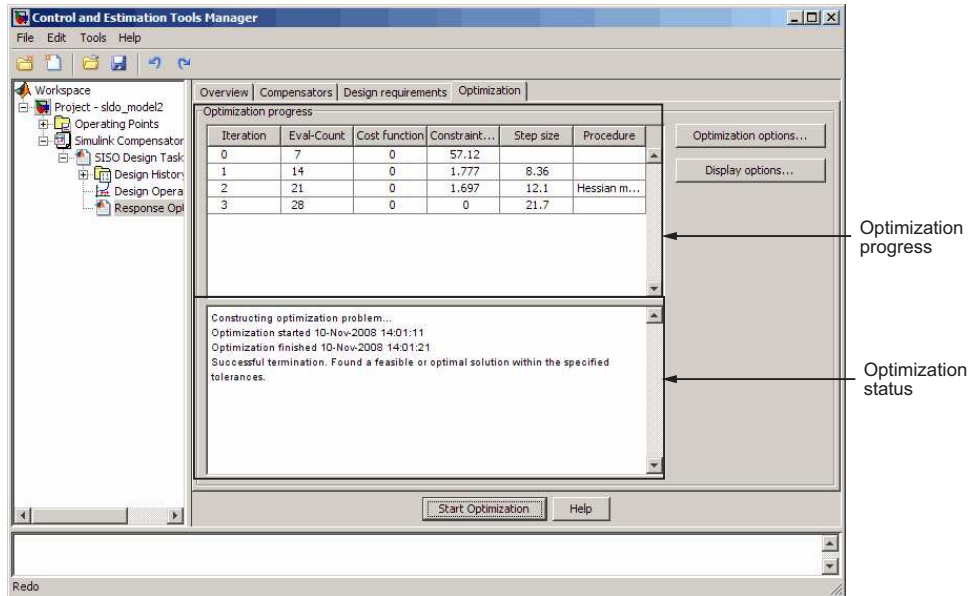 Control and Estimation Tools Manager
File Edit Tools Help
Workspace
Project - sldo_model2
Operating Points
Simulink Compensator
SISO Design Task
Design History
Design Opera
Response Opt
Overview Compensators Design requirements Optimization
Optimization progress
Iteration Eval-Count Cost function Constraint... Step size Procedure
0 7 0 57.12
1 14 0 1.777 8.36
2 21 0 1.697 12.1 Hessian m...
3 28 0 0 21.7
Optimization options...
Display options...
Optimization
progress
Constructing optimization problem...
Optimization started 10-Nov-2008 14:01:11
Optimization finished 10-Nov-2008 14:01:21
Successful termination. Found a feasible or optimal solution within the specified
tolerances.
Optimization
status
Start Optimization Help
Redo